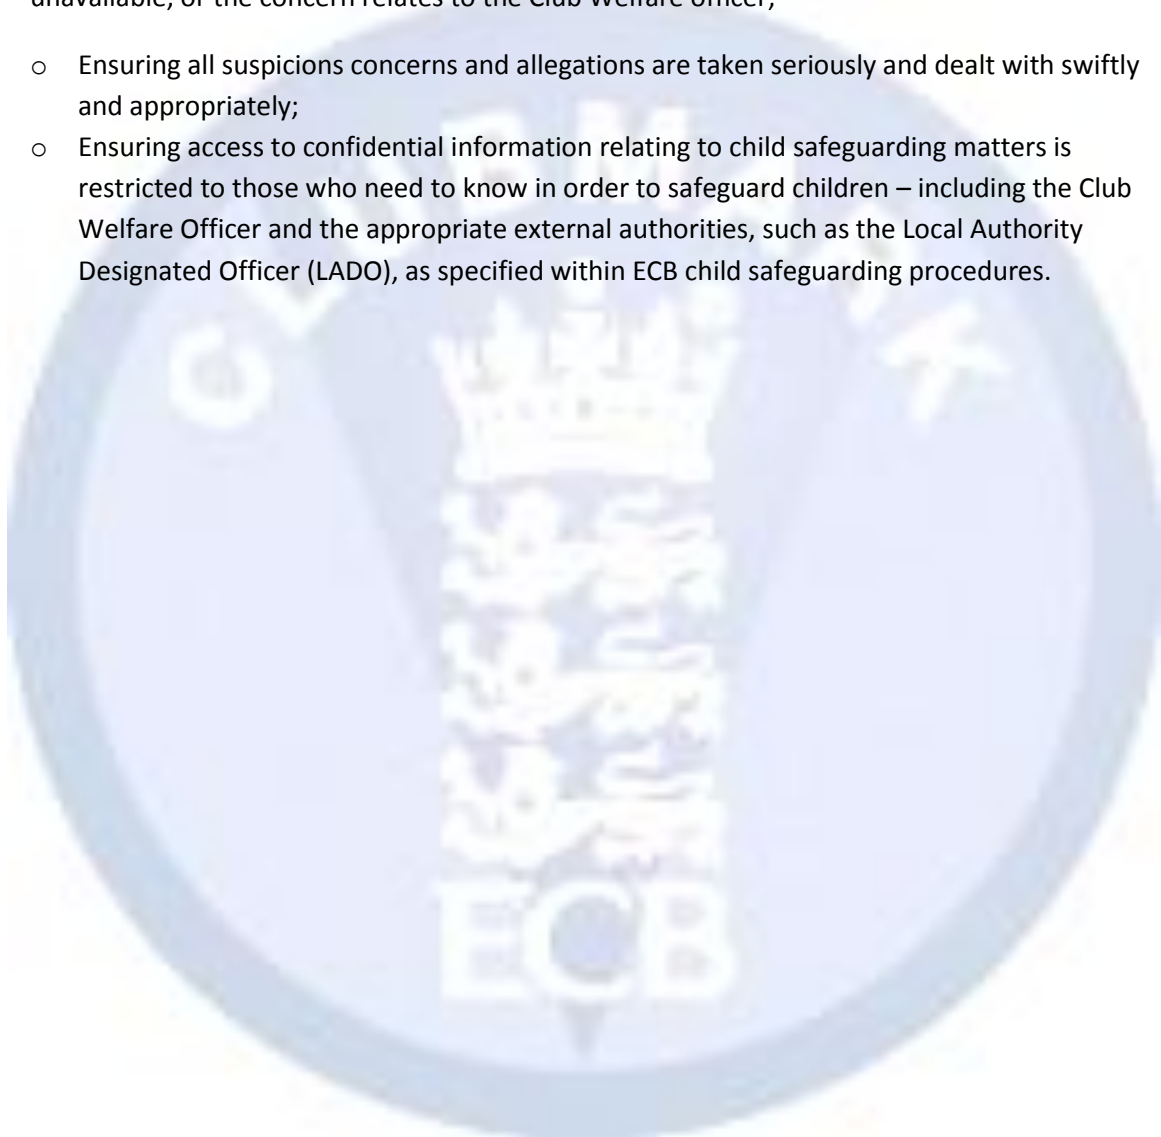 unavailable, or the concern relates to the Club Welfare officer;
o Ensuring all suspicions concerns and allegations are taken seriously and dealt with swiftly
and appropriately;
o Ensuring access to confidential information relating to child safeguarding matters is
restricted to those who need to know in order to safeguard children – including the Club
Welfare Officer and the appropriate external authorities, such as the Local Authority
Designated Officer (LADO), as specified within ECB child safeguarding procedures.
CLUBMARK
ECB